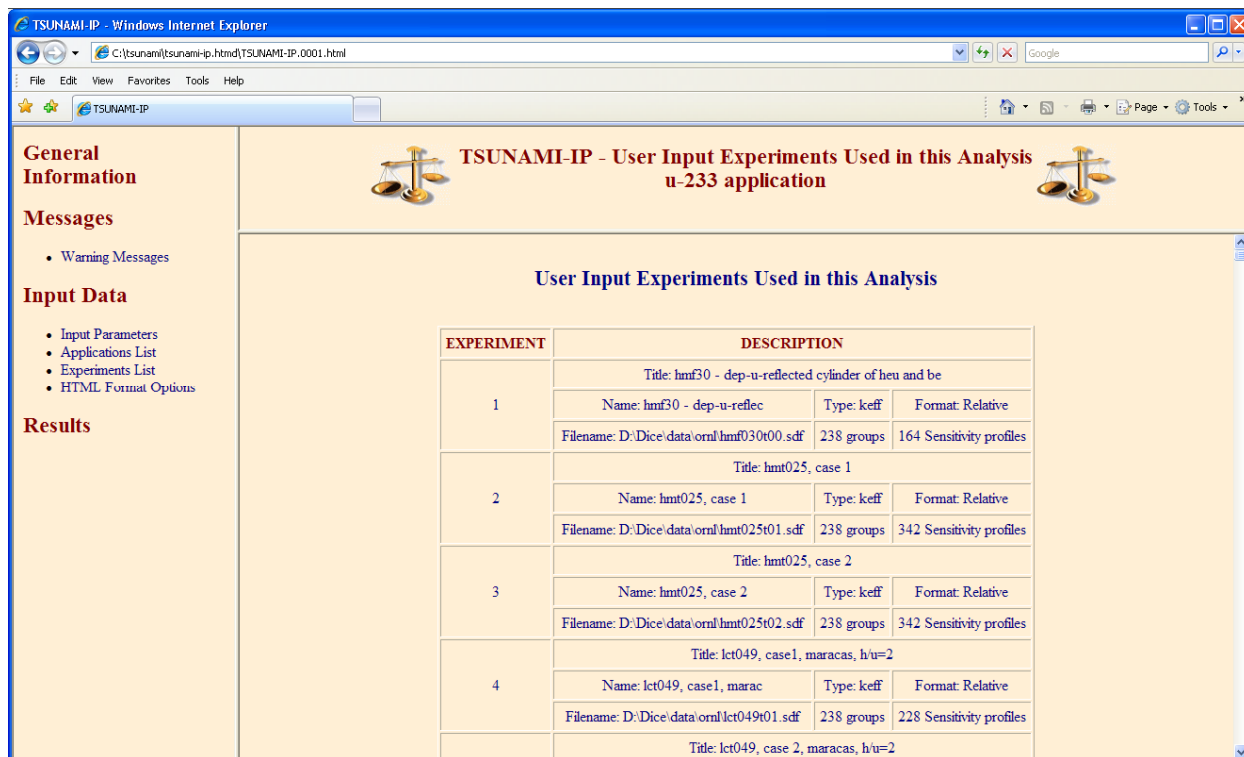 TSUNAMI-IP - Windows Internet Explorer
C:\tsunami\tsunami-ip.htmd\TSUNAMI-IP.0001.html
Google
File Edit View Favorites Tools Help
TSUNAMI-IP
Page Tools
General
Information
Messages
Warning Messages
Input Data
Input Parameters
Applications List
Experiments List
HTML Format Options
Results
TSUNAMI-IP - User Input Experiments Used in this Analysis
u-233 application
User Input Experiments Used in this Analysis
EXPERIMENT DESCRIPTION
Title: hmf30 - dep-u-reflected cylinder of heu and be
1 Name: hmf30 - dep-u-reflec Type: keff Format: Relative
Filename: D:\Dice\data\ornl\hmf030t00.sdf 238 groups 164 Sensitivity profiles
Title: hmt025, case 1
2 Name: hmt025, case 1 Type: keff Format: Relative
Filename: D:\Dice\data\ornl\hmt025t01.sdf 238 groups 342 Sensitivity profiles
Title: hmt025, case 2
3 Name: hmt025, case 2 Type: keff Format: Relative
Filename: D:\Dice\data\ornl\hmt025t02.sdf 238 groups 342 Sensitivity profiles
Title: lct049, case1, maracas, h/u=2
4 Name: lct049, case1, marac Type: keff Format: Relative
Filename: D:\Dice\data\ornl\lct049t01.sdf 238 groups 228 Sensitivity profiles
Title: lct049, case 2, maracas, h/u=2